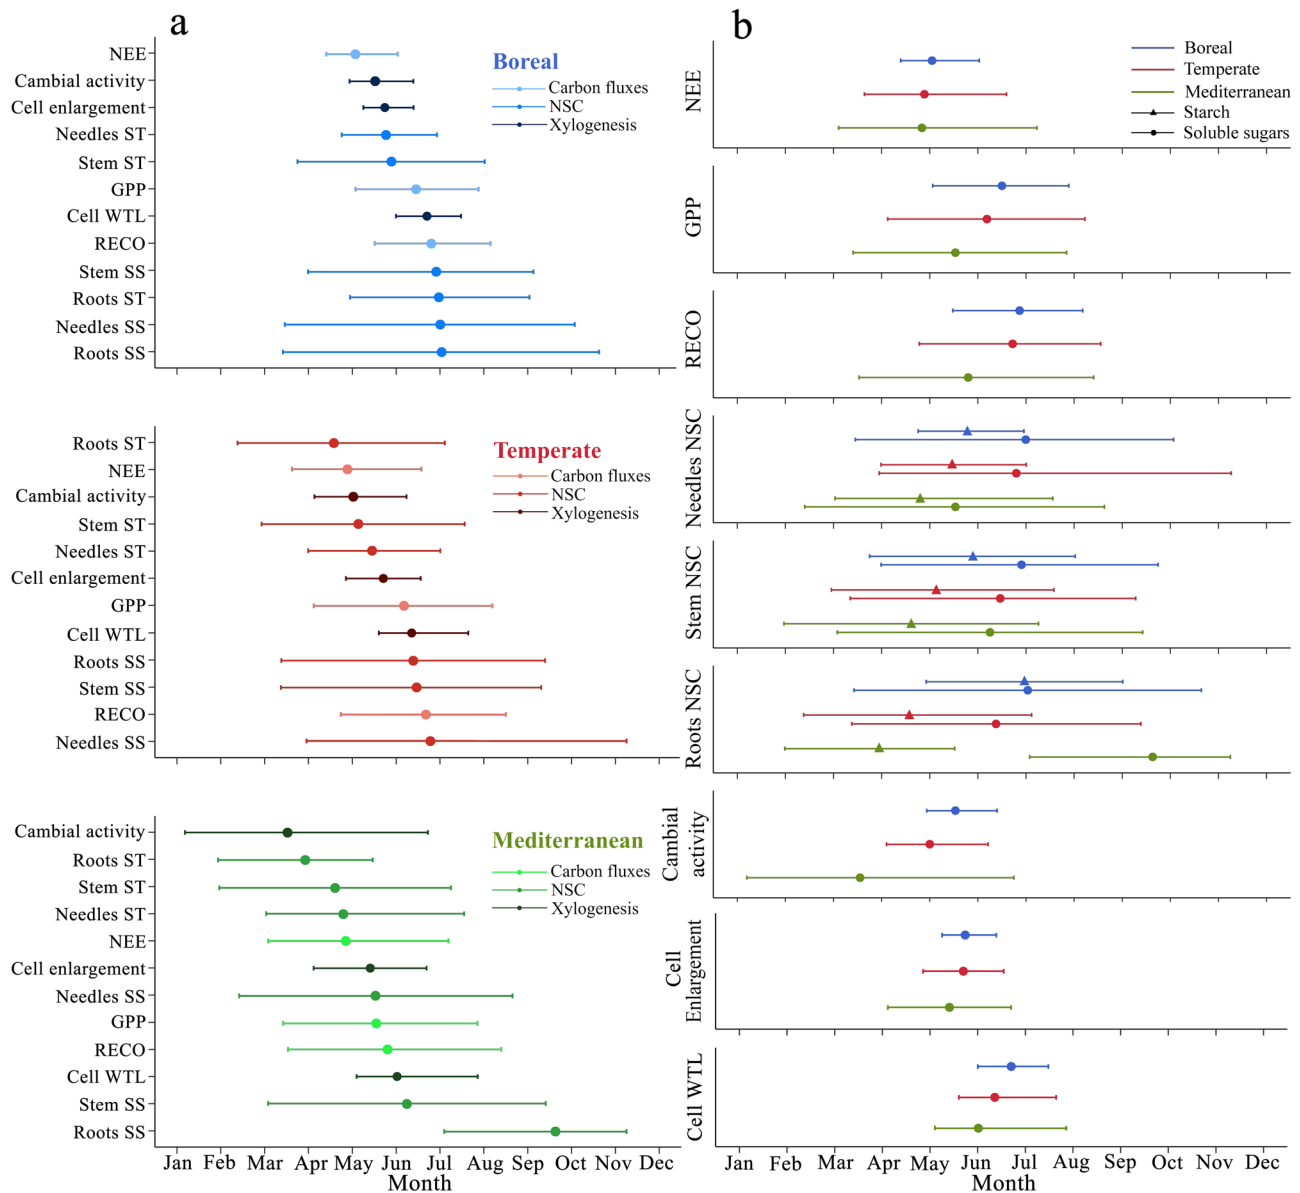 a
NEE
Cambial activity
Cell enlargement
Needles ST
Stem ST
GPP
Cell WTL
RECO
Stem SS
Roots ST
Needles SS
Roots SS
Boreal
Carbon fluxes
NSC
Xylogenesis
Roots ST
NEE
Cambial activity
Stem ST
Needles ST
Cell enlargement
GPP
Cell WTL
Roots SS
Stem SS
RECO
Needles SS
Temperate
Carbon fluxes
NSC
Xylogenesis
Cambial activity
Roots ST
Stem ST
Needles ST
NEE
Cell enlargement
Needles SS
GPP
RECO
Cell WTL
Stem SS
Roots SS
Mediterranean
Carbon fluxes
NSC
Xylogenesis
Jan Feb Mar Apr May Jun Jul Aug Sep Oct Nov Dec
Month
b
Boreal
Temperate
Mediterranean
Starch
Soluble sugars
NEE
GPP
RECO
Needles NSC
Stem NSC
Roots NSC
Cambial
activity
Cell
Enlargement
Cell WTL
Jan Feb Mar Apr May Jun Jul Aug Sep Oct Nov Dec
Month